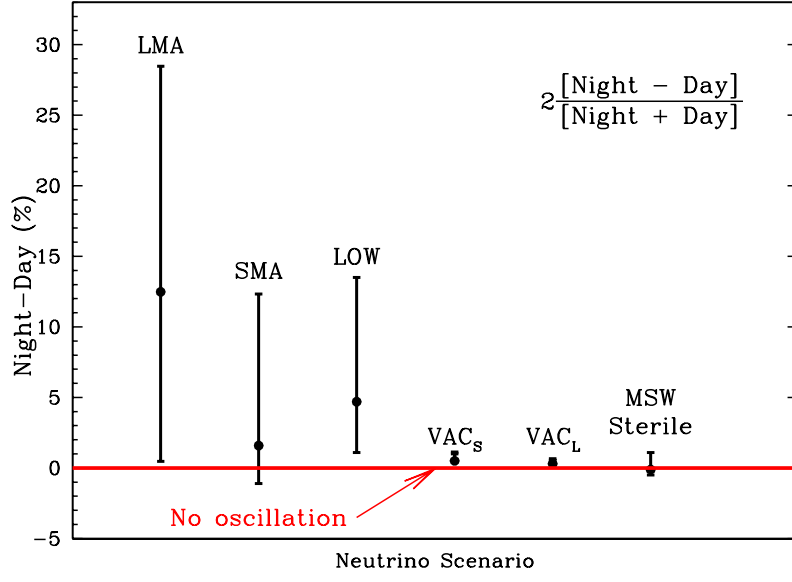 LMA
30
2 [Night − Day]
[Night + Day]
25
20
15
LOW
SMA
10
5
MSW
Sterile
VAC_S
VAC_L
0
No oscillation
−5
Night−Day (%)
Neutrino Scenario